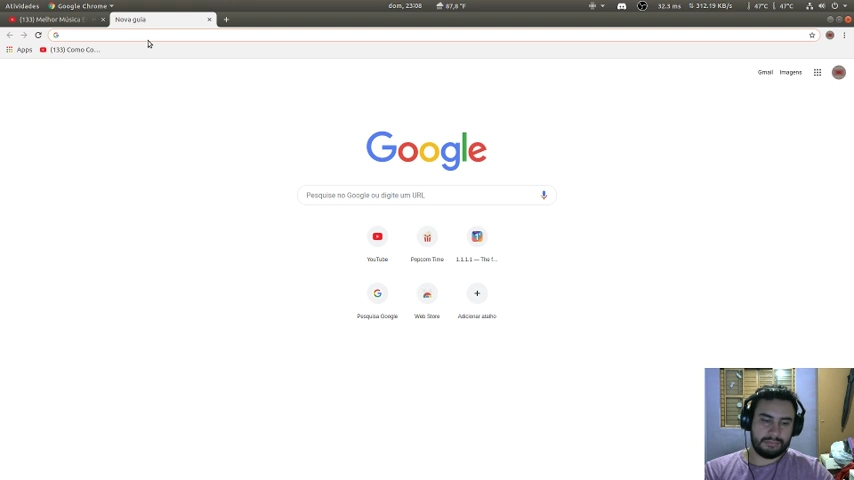 Atividades Google Chrome dom, 23:08 87,8 °F 32.3 ms 312.19 KB/s 47°C 47°C
(133) Melhor Música E Nova guia
Apps (133) Como Co...
Gmail Imagens
Google
Pesquise no Google ou digite um URL
YouTube Popcorn Time 1.1.1.1 — The f...
Pesquisa Google Web Store Adicionar atalho